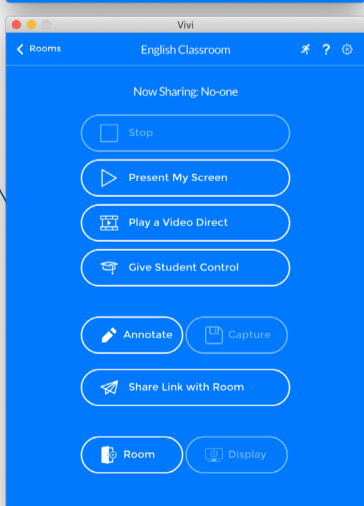 Vivi
Rooms English Classroom ?
Now Sharing: No-one
Stop
Present My Screen
Play a Video Direct
Give Student Control
Annotate Capture
Share Link with Room
Room Display